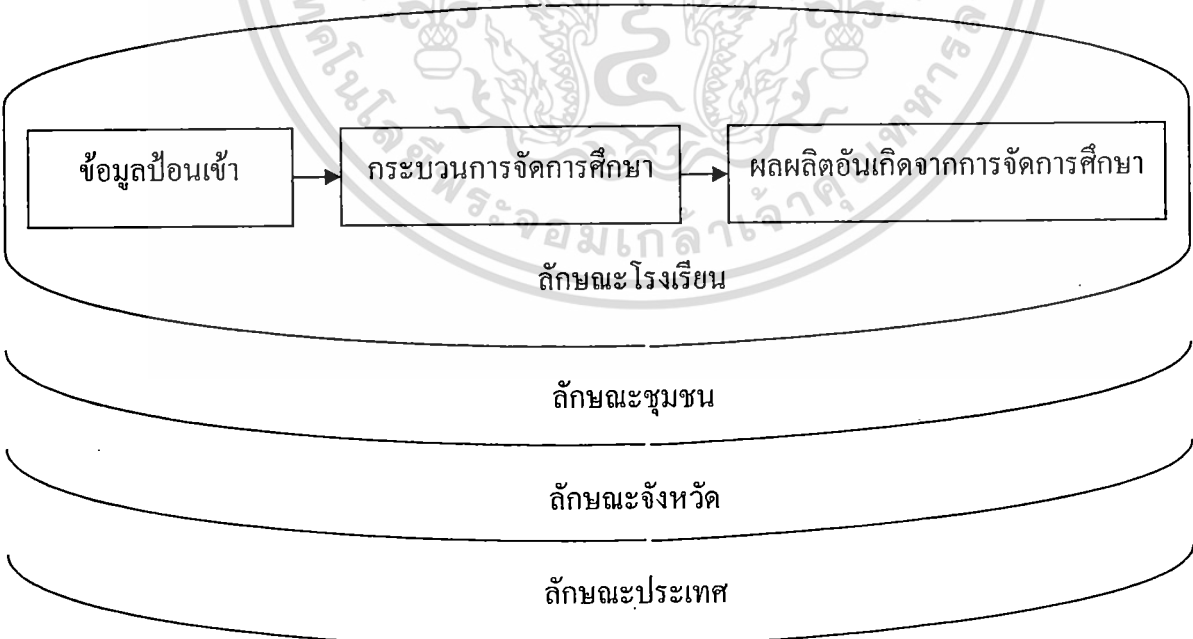 ข้อมูลป้อนเข้า
กระบวนการจัดการศึกษา
ผลผลิตอันเกิดจากการจัดการศึกษา
ลักษณะโรงเรียน
ลักษณะชุมชน
ลักษณะจังหวัด
ลักษณะประเทศ